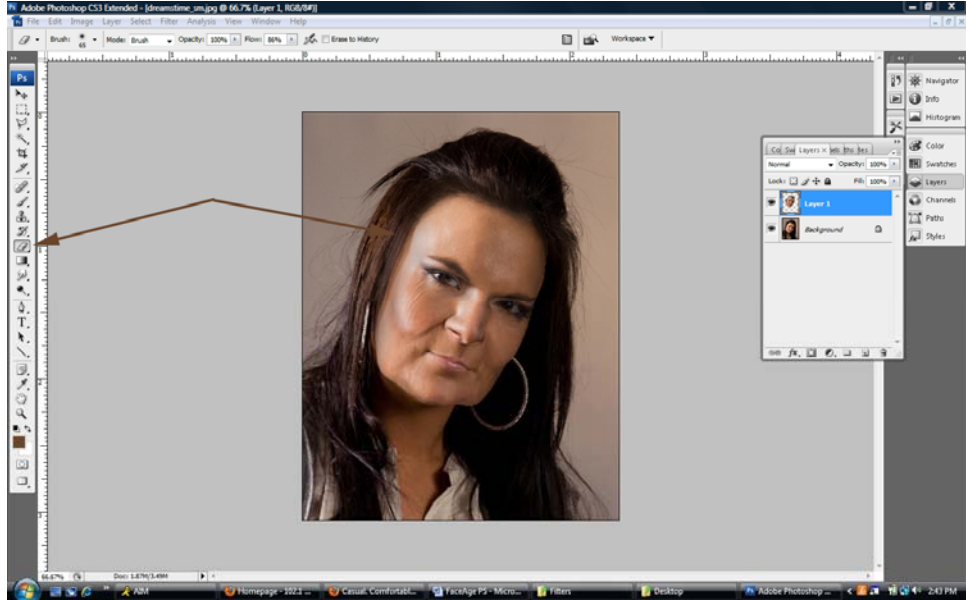 Adobe Photoshop CS3 Extended - [dreamstime_sm.jpg @ 66.7% (Layer 1, RGB/8#)]
File Edit Image Layer Select Filter Analysis View Window Help
Brush: 65 Mode: Brush Opacity: 100% Flow: 86% Erase to History Workspace
Ps
Navigator
Info
Histogram
Color
Swatches
Layers
Channels
Paths
Styles
Layers x
Normal Opacity: 100%
Lock: Fill: 100%
Layer 1
Background
66.67% Doc: 1.87M/3.49M
AIM Homepage - 102.1 ... Casual. Comfortabl... FaceAge PS - Micro... Filters Desktop Adobe Photoshop ... 2:43 PM